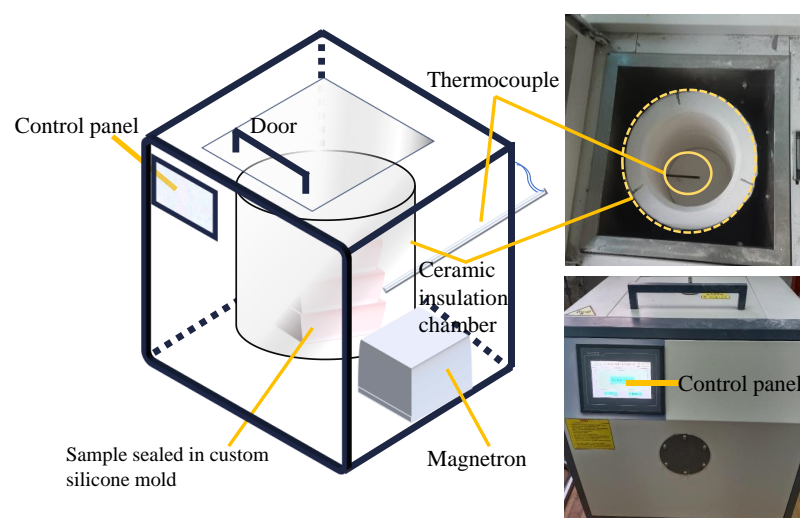 Thermocouple
Control panel
Door
Ceramic
insulation
chamber
Control panel
Sample sealed in custom
silicone mold
Magnetron